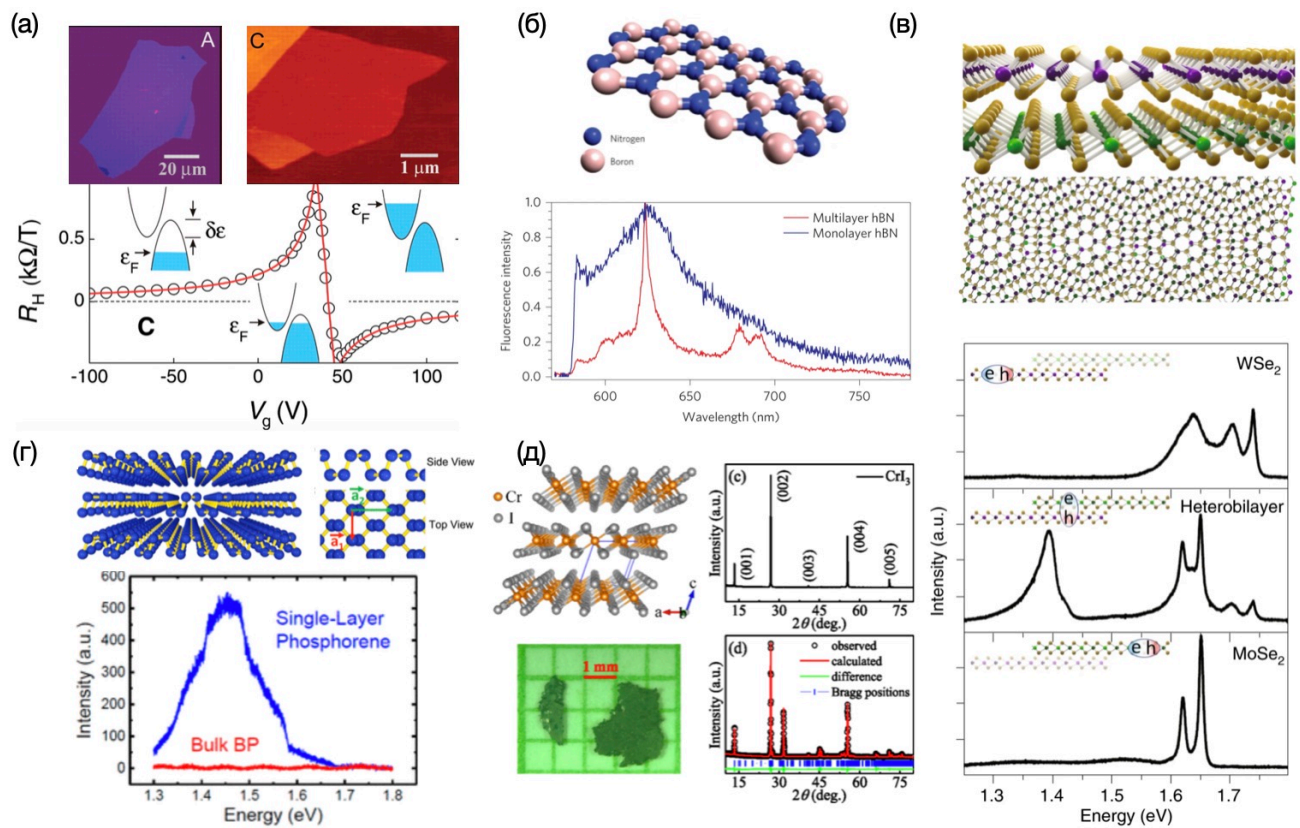 (а)
A
20 µm
C
1 µm
εF
δε
εF
εF
0.5
0
RH (kΩ/T)
C
-100
-50
0
50
100
Vg (V)
(б)
Nitrogen
Boron
Multilayer hBN
Monolayer hBN
1.0
0.8
0.6
0.4
0.2
0.0
Fluorescence intensity
600
650
700
750
Wavelength (nm)
(в)
e h
WSe2
e
h
Heterobilayer
e h
MoSe2
Intensity (a.u.)
1.3
1.4
1.5
1.6
1.7
Energy (eV)
(г)
Side View
a2
a1
Top View
600
500
400
300
200
100
0
Intensity (a.u.)
Single-Layer
Phosphorene
Bulk BP
1.3
1.4
1.5
1.6
1.7
1.8
Energy (eV)
(д)
Cr
I
c
a
b
1 mm
(c)
CrI3
(001)
(002)
(003)
(004)
(005)
Intensity (a.u.)
15
30
45
60
75
2θ (deg.)
(d)
observed
calculated
difference
Bragg positions
Intensity (a.u.)
15
30
45
60
75
2θ (deg.)